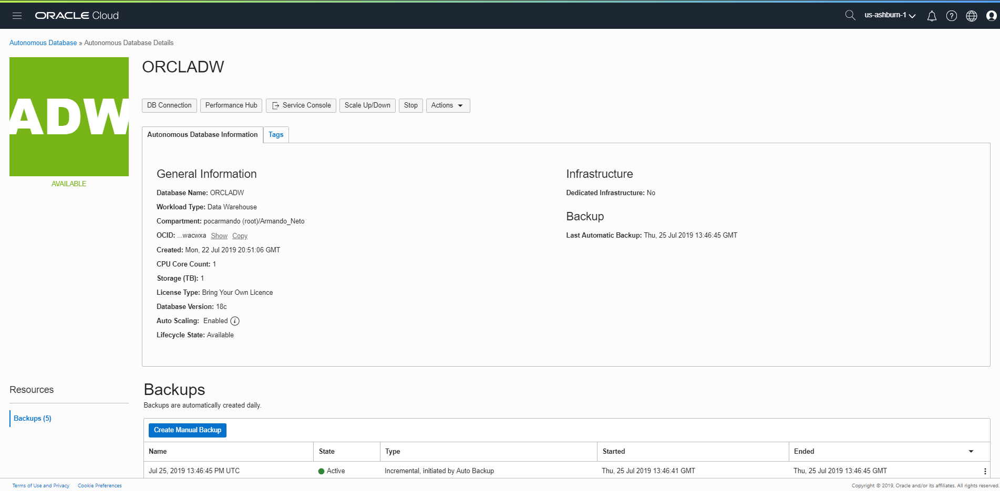 ORACLE Cloud
us-ashburn-1
Autonomous Database » Autonomous Database Details
ADW
AVAILABLE
ORCLADW
DB Connection
Performance Hub
Service Console
Scale Up/Down
Stop
Actions
Autonomous Database Information
Tags
General Information
Database Name: ORCLADW
Workload Type: Data Warehouse
Compartment: pocarmando (root)/Armando_Neto
OCID: ...wacwxa Show Copy
Created: Mon, 22 Jul 2019 20:51:06 GMT
CPU Core Count: 1
Storage (TB): 1
License Type: Bring Your Own Licence
Database Version: 18c
Auto Scaling: Enabled i
Lifecycle State: Available
Infrastructure
Dedicated Infrastructure: No
Backup
Last Automatic Backup: Thu, 25 Jul 2019 13:46:45 GMT
Resources
Backups (5)
Backups
Backups are automatically created daily.
Create Manual Backup
Name State Type Started Ended
Jul 25, 2019 13:46:45 PM UTC Active Incremental, initiated by Auto Backup Thu, 25 Jul 2019 13:46:41 GMT Thu, 25 Jul 2019 13:46:45 GMT
Terms of Use and Privacy Cookie Preferences
Copyright © 2019, Oracle and/or its affiliates. All rights reserved.